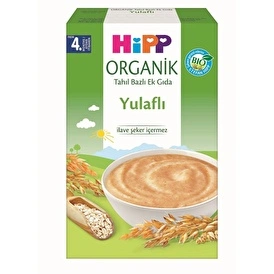 4.
HiPP
ORGANİK
Tahıl Bazlı Ek Gıda
BIO
Yulaflı
ilave şeker içermez